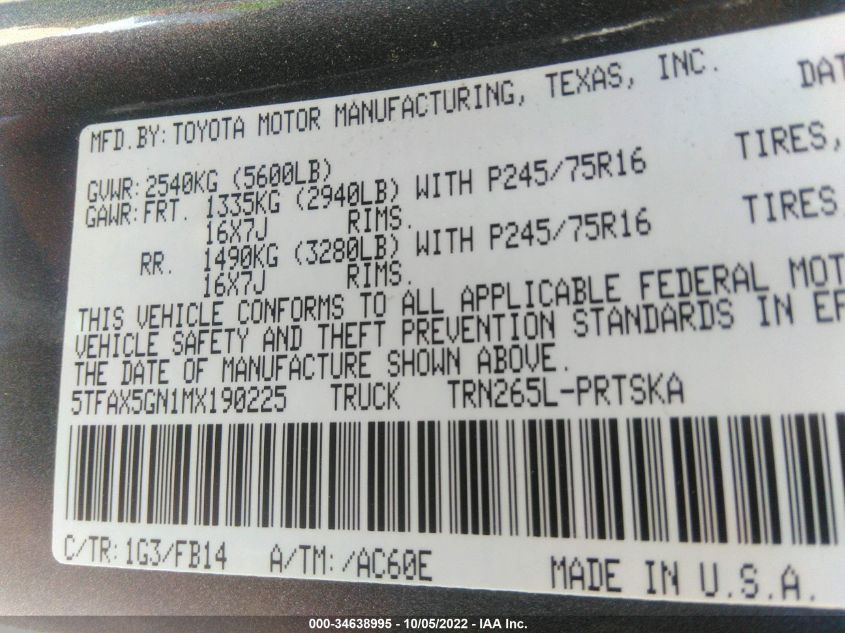 MFD.BY:TOYOTA MOTOR MANUFACTURING, TEXAS, INC. DAT
GVWR:2540KG (5600LB)
GAWR:FRT. 1335KG (2940LB) WITH P245/75R16 TIRES,
16X7J RIMS.
RR. 1490KG (3280LB) WITH P245/75R16 TIRES
16X7J RIMS.
THIS VEHICLE CONFORMS TO ALL APPLICABLE FEDERAL MOT
VEHICLE SAFETY AND THEFT PREVENTION STANDARDS IN EF
THE DATE OF MANUFACTURE SHOWN ABOVE.
5TFAX5GN1MX190225 TRUCK TRN265L-PRTSKA
C/TR:1G3/FB14 A/TM:/AC60E MADE IN U.S.A.
000-34638995 - 10/05/2022 - IAA Inc.